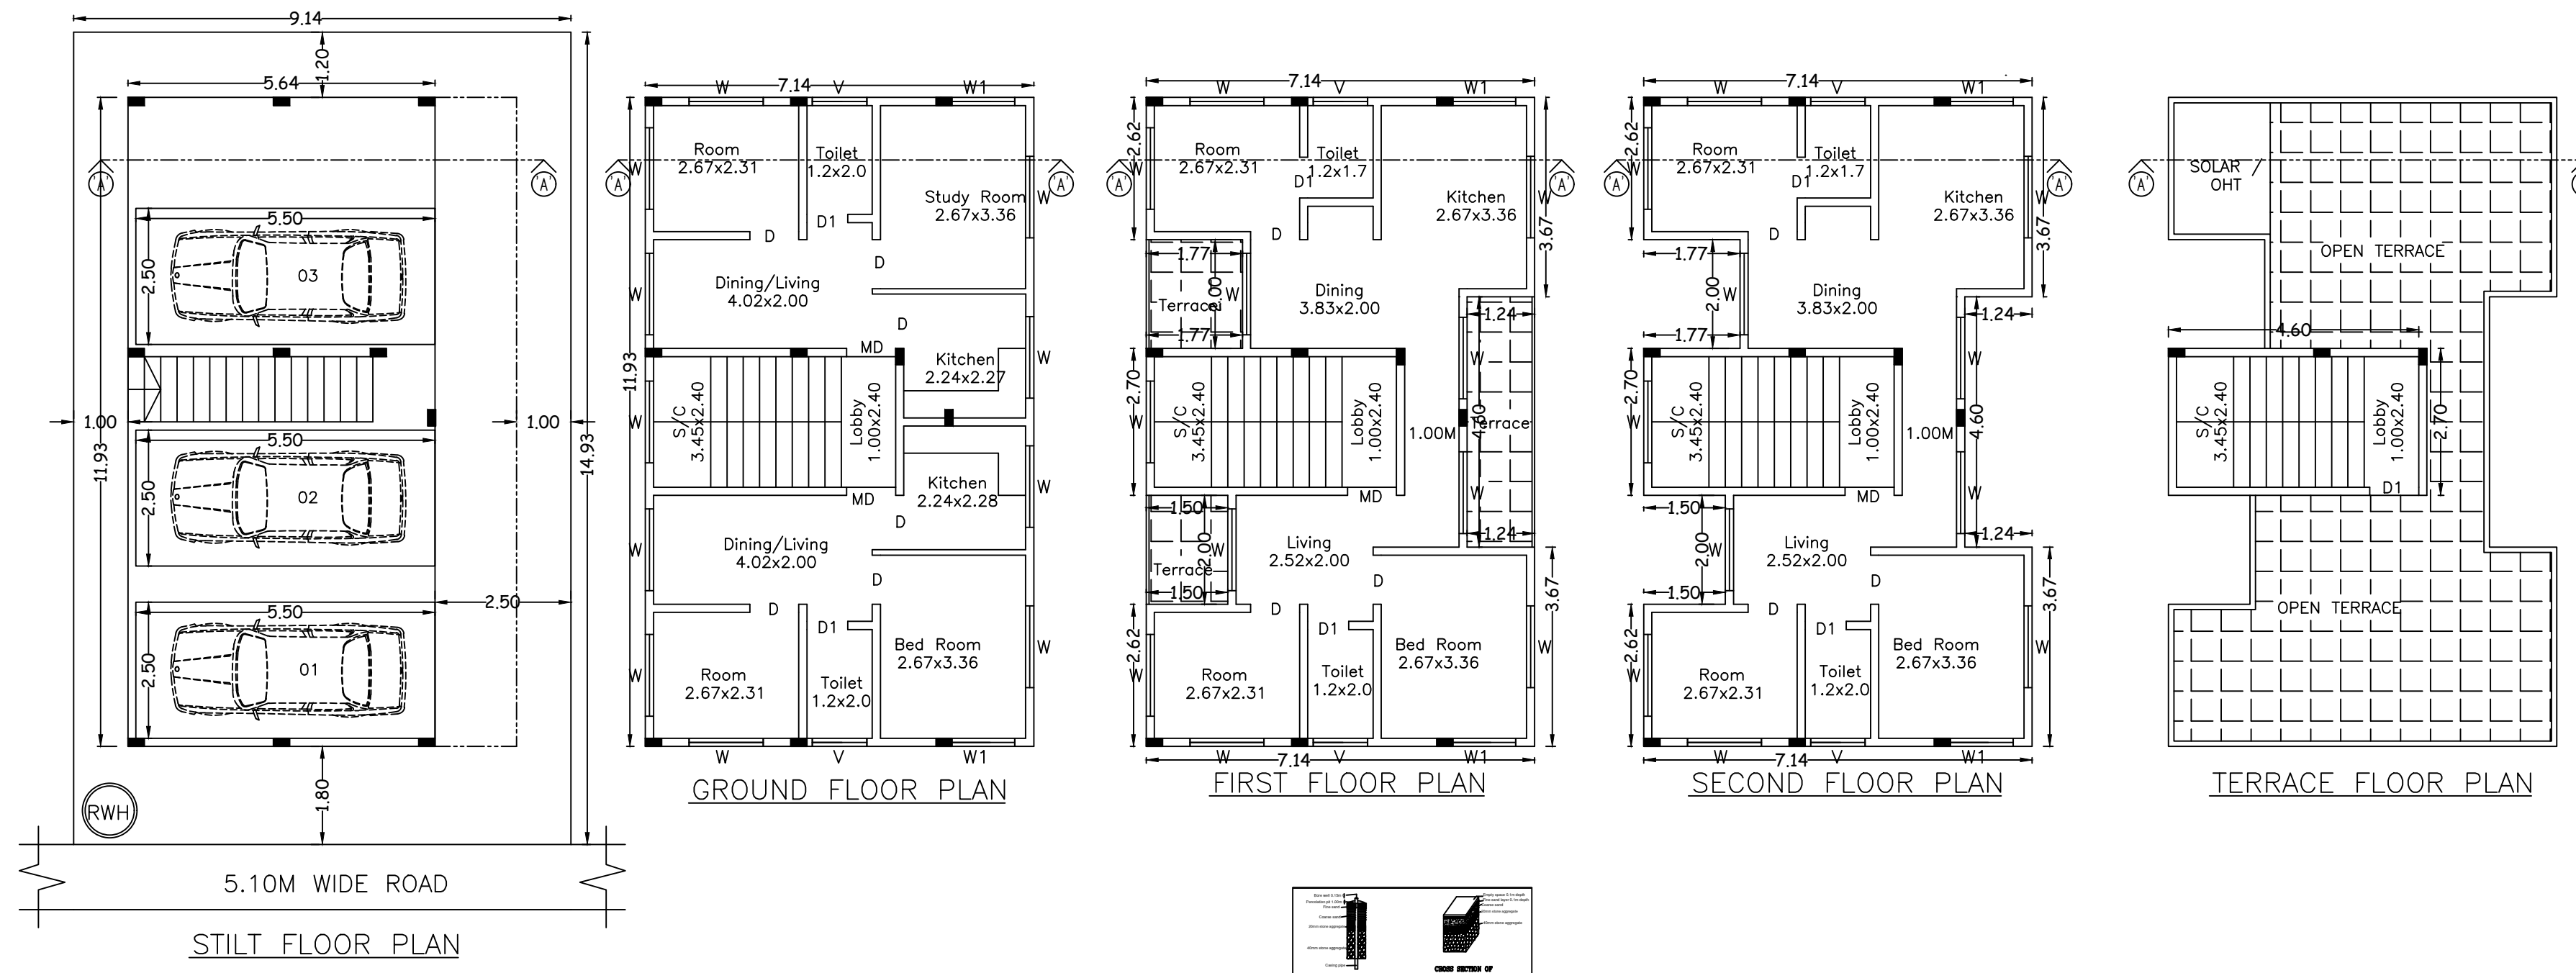 9.14
1.20
5.64
'A'
'A'
5.50
2.50
03
1.00
1.00
11.93
14.93
5.50
2.50
02
2.50
5.50
2.50
01
1.80
RWH
5.10M WIDE ROAD
STILT FLOOR PLAN
7.14
W
V
W1
Room
2.67x2.31
Toilet
1.2x2.0
'A'
'A'
W
W
Study Room
2.67x3.36
D1
D
D
W
Dining/Living
4.02x2.00
D
MD
Kitchen
2.24x2.27
W
11.93
S/C
3.45x2.40
Lobby
1.00x2.40
W
Kitchen
2.24x2.28
W
MD
D
W
Dining/Living
4.02x2.00
D
D
D1
Bed Room
2.67x3.36
W
W
Room
2.67x2.31
Toilet
1.2x2.0
W
V
W1
GROUND FLOOR PLAN
7.14
W
V
W1
2.62
Room
2.67x2.31
Toilet
1.2x1.7
D1
'A'
'A'
W
W
Kitchen
2.67x3.36
3.67
D
1.77
2.00
W
Terrace
1.77
Dining
3.83x2.00
1.24
2.70
W
S/C
3.45x2.40
Lobby
1.00x2.40
1.00M
W
4.60
Terrace
W
MD
1.50
2.00
W
Terrace
1.50
Living
2.52x2.00
1.24
D
D
D1
2.62
W
Room
2.67x2.31
Toilet
1.2x2.0
Bed Room
2.67x3.36
3.67
W
W
V
W1
7.14
FIRST FLOOR PLAN
7.14
W
V
W1
2.62
Room
2.67x2.31
Toilet
1.2x1.7
D1
'A'
'A'
W
W
Kitchen
2.67x3.36
3.67
D
1.77
2.00
W
1.77
Dining
3.83x2.00
1.24
2.70
W
S/C
3.45x2.40
Lobby
1.00x2.40
1.00M
W
4.60
W
MD
1.50
2.00
W
1.50
Living
2.52x2.00
1.24
D
D
D1
2.62
W
Room
2.67x2.31
Toilet
1.2x2.0
Bed Room
2.67x3.36
3.67
W
W
V
W1
7.14
SECOND FLOOR PLAN
'A'
SOLAR /
OHT
OPEN TERRACE
4.60
S/C
3.45x2.40
Lobby
1.00x2.40
2.70
D1
OPEN TERRACE
TERRACE FLOOR PLAN
Fine sand
Coarse sand
Casing pipe
Coarse sand
CROSS SECTION OF